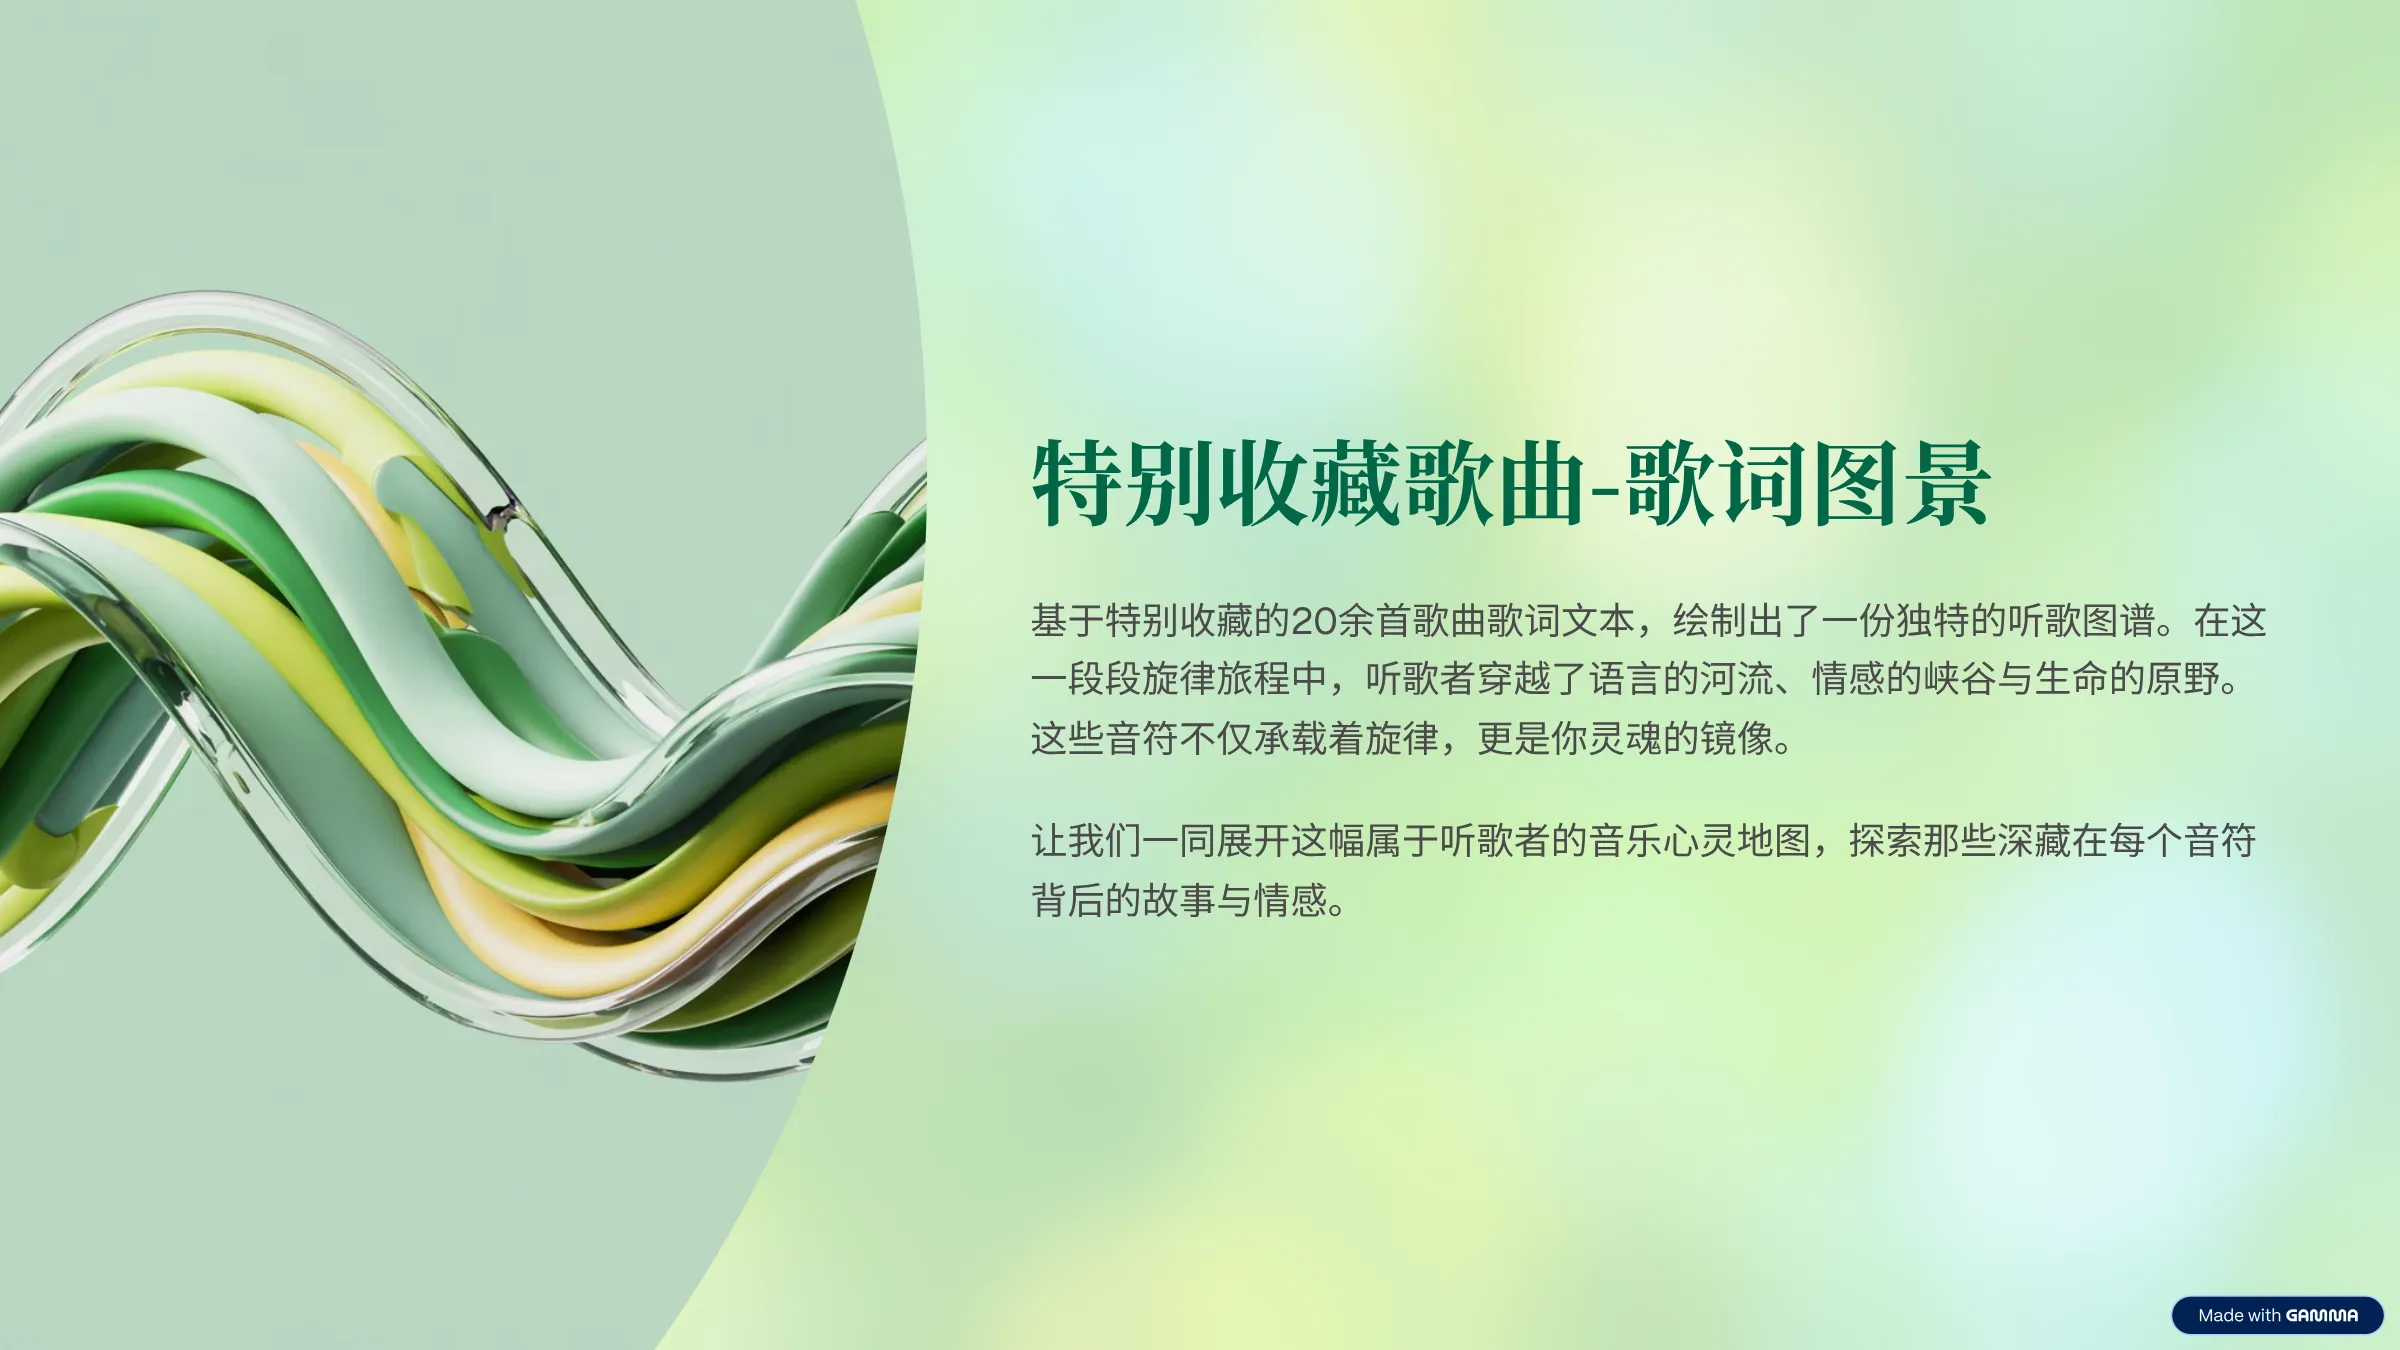 特别收藏歌曲-歌词图景
基于特别收藏的20余首歌曲歌词文本，绘制出了一份独特的听歌图谱。在这
一段段旋律旅程中，听歌者穿越了语言的河流、情感的峡谷与生命的原野。
这些音符不仅承载着旋律，更是你灵魂的镜像。
让我们一同展开这幅属于听歌者的音乐心灵地图，探索那些深藏在每个音符
背后的故事与情感。
Made with GAMMA